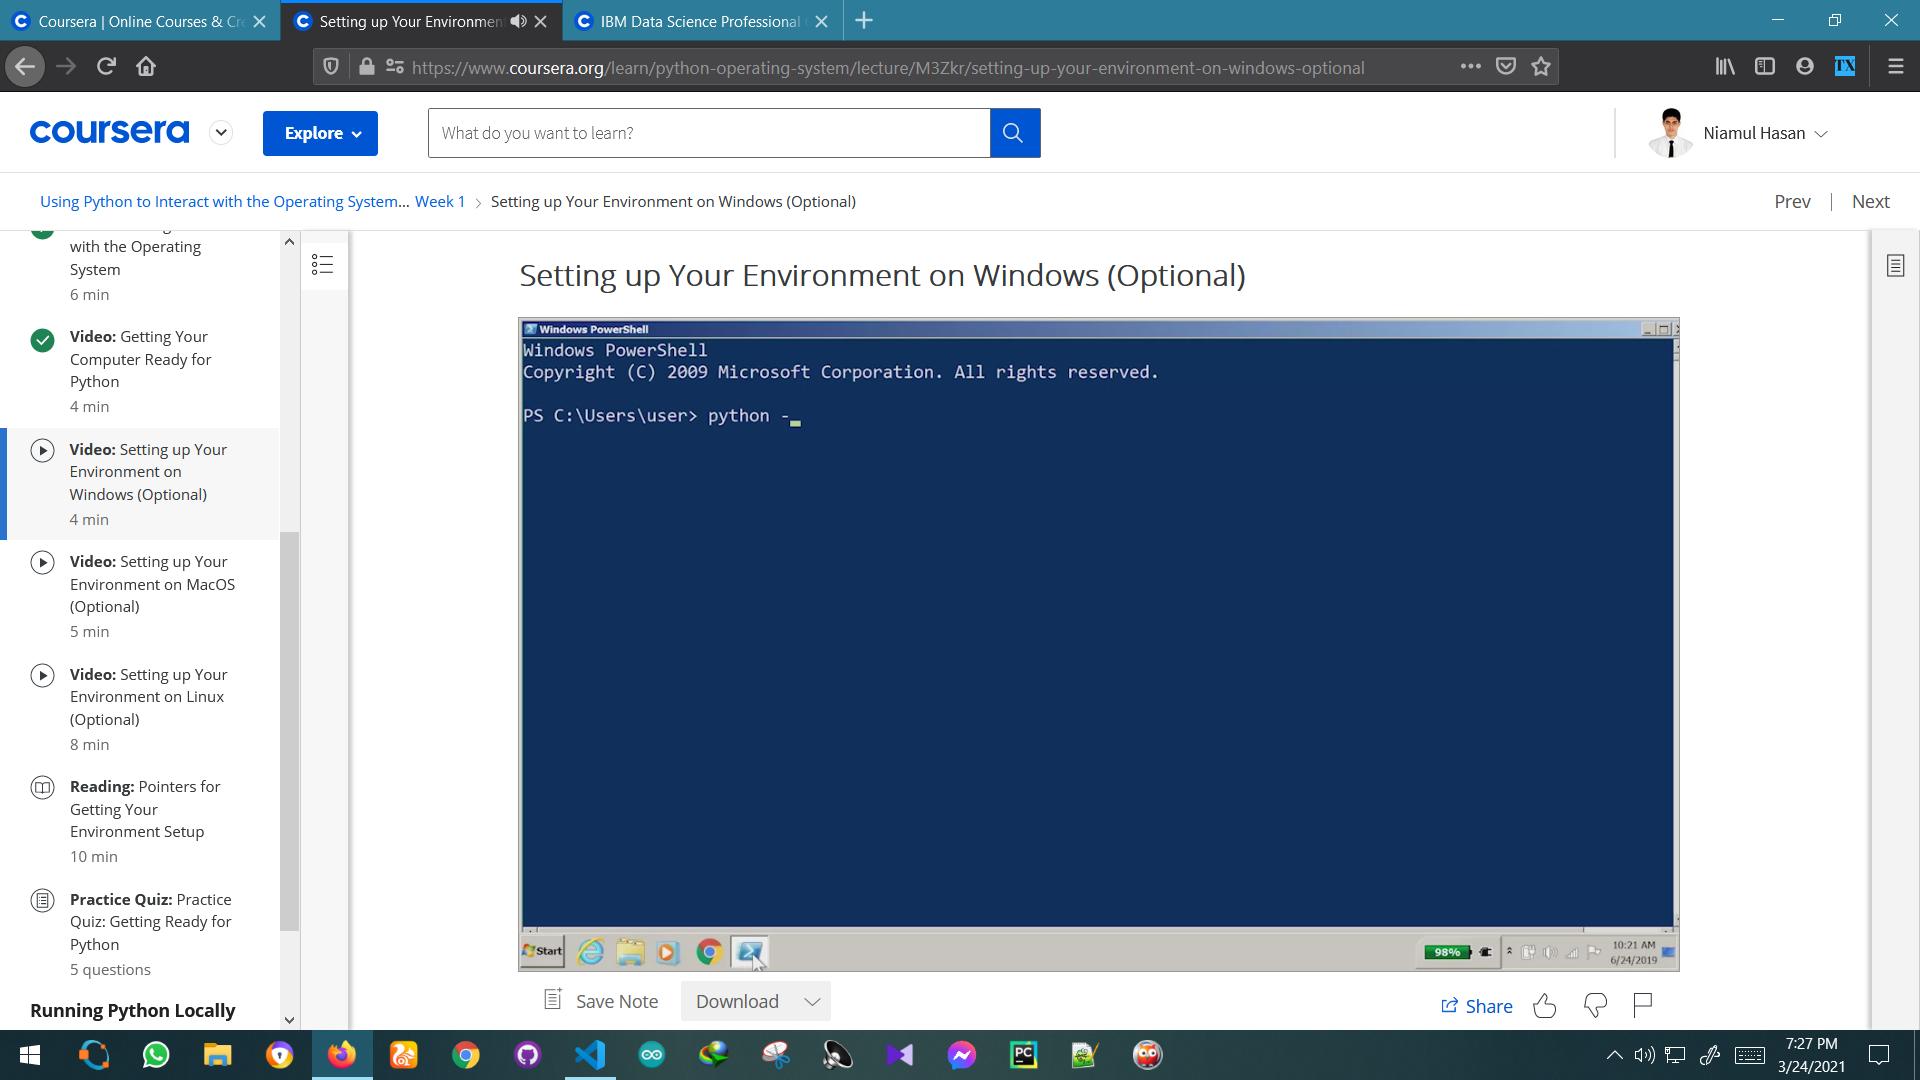 Coursera | Online Courses & Cre
Setting up Your Environmen
IBM Data Science Professional
https://www.coursera.org/learn/python-operating-system/lecture/M3Zkr/setting-up-your-environment-on-windows-optional
TX
coursera
Explore
What do you want to learn?
Niamul Hasan
Using Python to Interact with the Operating System... Week 1 > Setting up Your Environment on Windows (Optional)
Prev | Next
with the Operating
System
6 min
Video: Getting Your
Computer Ready for
Python
4 min
Video: Setting up Your
Environment on
Windows (Optional)
4 min
Video: Setting up Your
Environment on MacOS
(Optional)
5 min
Video: Setting up Your
Environment on Linux
(Optional)
8 min
Reading: Pointers for
Getting Your
Environment Setup
10 min
Practice Quiz: Practice
Quiz: Getting Ready for
Python
5 questions
Running Python Locally
Setting up Your Environment on Windows (Optional)
Windows PowerShell
Windows PowerShell
Copyright (C) 2009 Microsoft Corporation. All rights reserved.
PS C:\Users\user> python -_
Start
98%
10:21 AM
6/24/2019
Save Note
Download
Share
PC
7:27 PM
3/24/2021